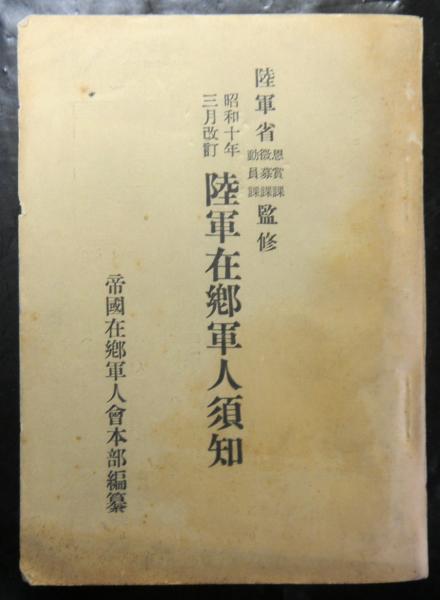 陸軍省 恩賞課 徴募課 動員課 監修
昭和十年三月改訂 陸軍在鄕軍人須知
帝國在鄕軍人會本部編纂